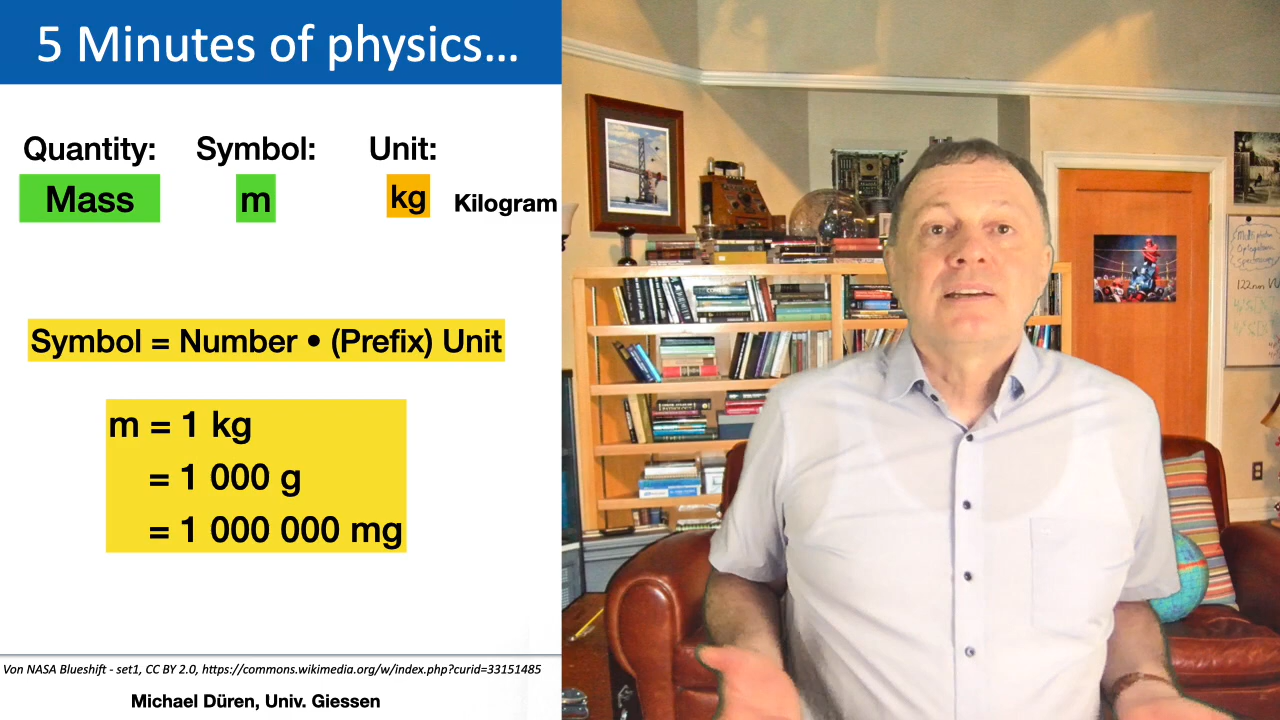 5 Minutes of physics...
Quantity: Symbol: Unit:
Mass m kg Kilogram
Symbol = Number • (Prefix) Unit
m = 1 kg
= 1 000 g
= 1 000 000 mg
Von NASA Blueshift - set1, CC BY 2.0, https://commons.wikimedia.org/w/index.php?curid=33151485
Michael Düren, Univ. Giessen
122nm